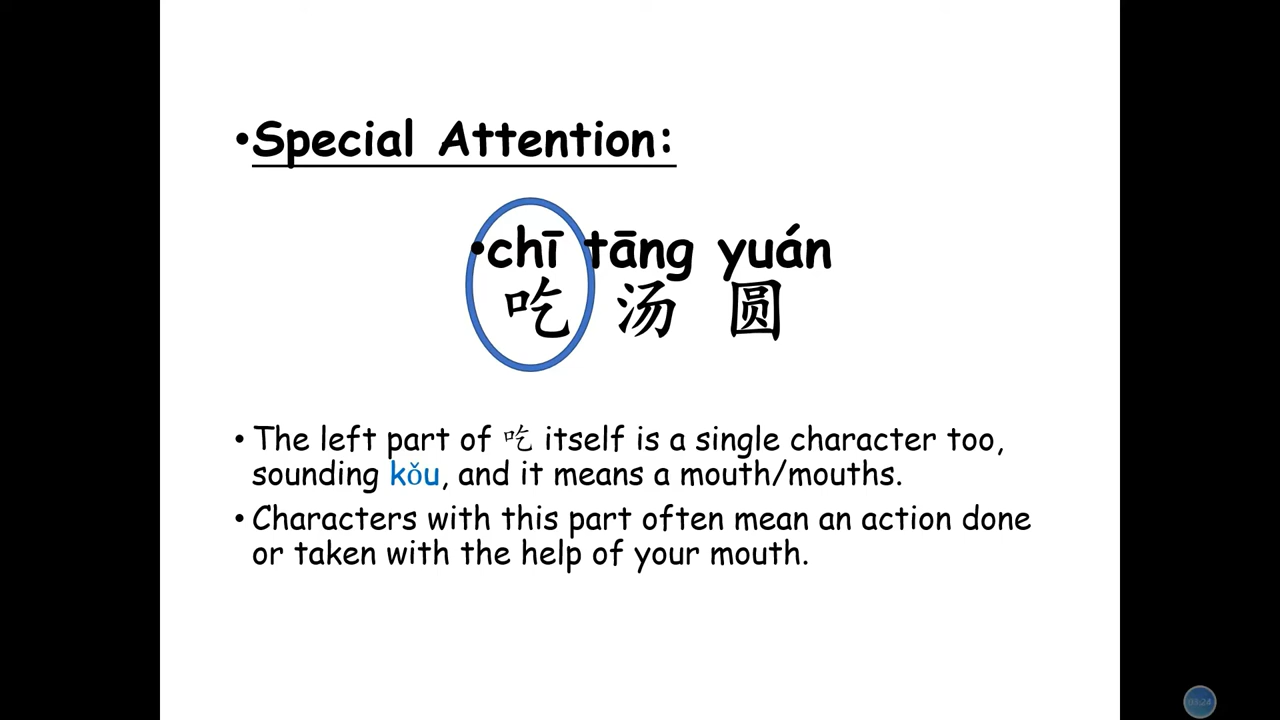 •Special Attention:
•chī tāng yuán
吃 汤 圆
• The left part of 吃 itself is a single character too,
sounding kǒu, and it means a mouth/mouths.
• Characters with this part often mean an action done
or taken with the help of your mouth.